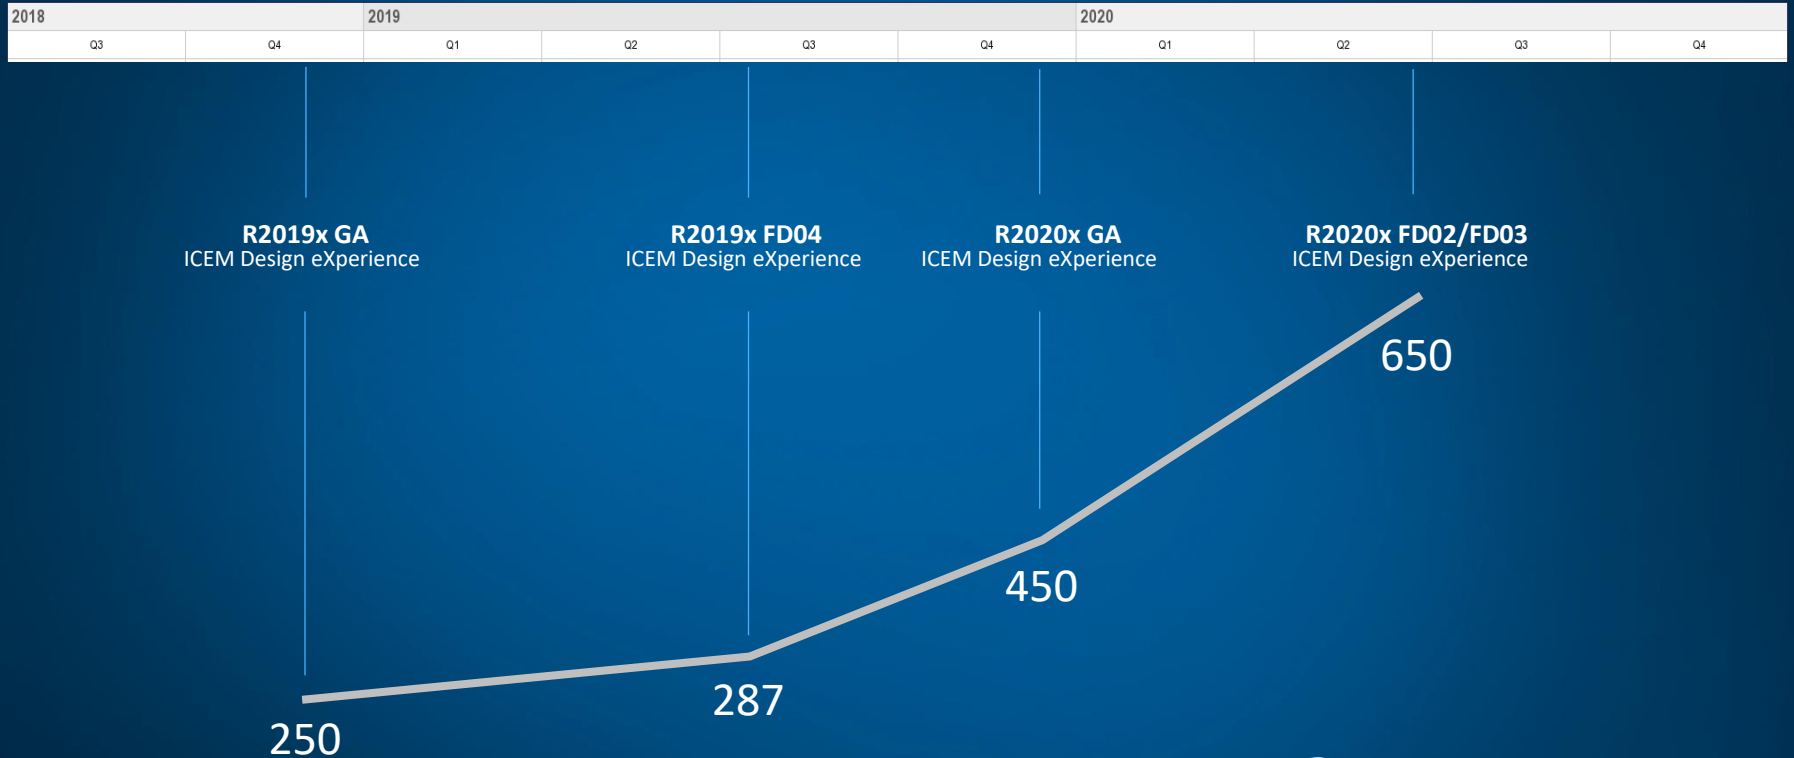 2018 2019 2020
Q3 Q4 Q1 Q2 Q3 Q4 Q1 Q2 Q3 Q4
R2019x GA
ICEM Design eXperience
R2019x FD04
ICEM Design eXperience
R2020x GA
ICEM Design eXperience
R2020x FD02/FD03
ICEM Design eXperience
650
450
287
250